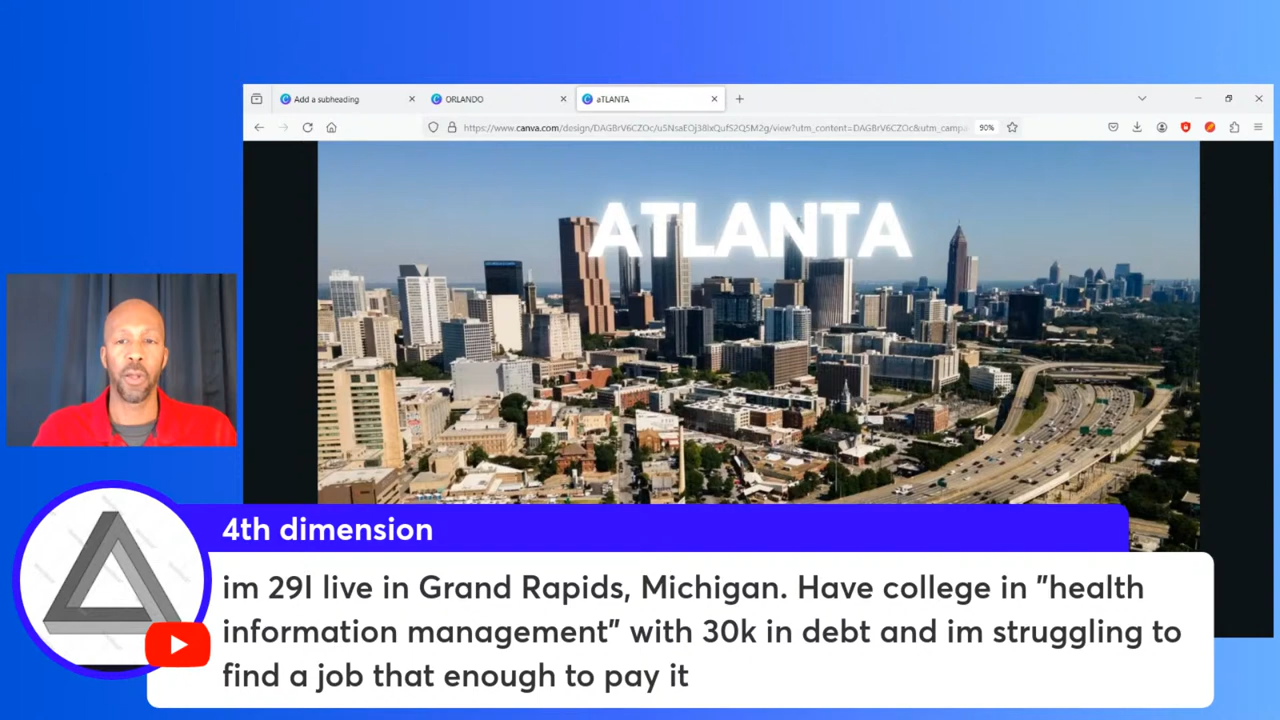 Add a subheading
ORLANDO
aTLANTA
https://www.canva.com/design/DAGBrV6CZOc/u5NsaEOj38lxQufS2Q5M2g/view?utm_content=DAGBrV6CZOc&utm_camp
90%
ATLANTA
4th dimension
im 29I live in Grand Rapids, Michigan. Have college in "health
information management" with 30k in debt and im struggling to
find a job that enough to pay it